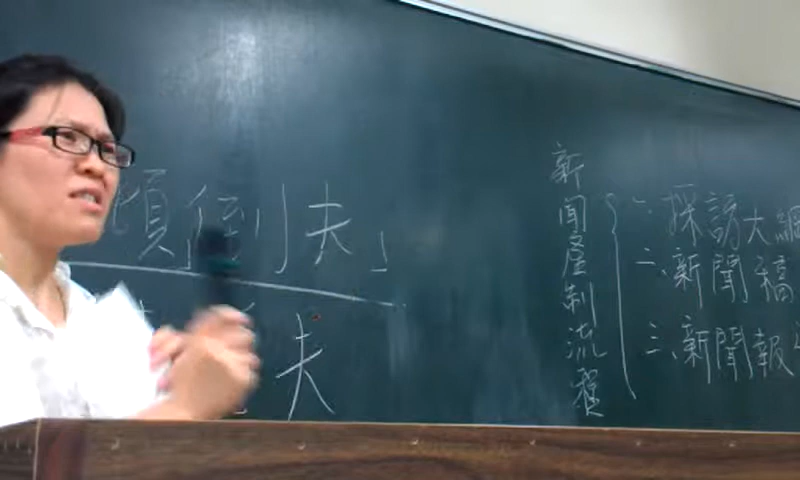 傾倒夫」
夫
新聞產制流程
一、採訪大綱
二、新聞稿
三、新聞報